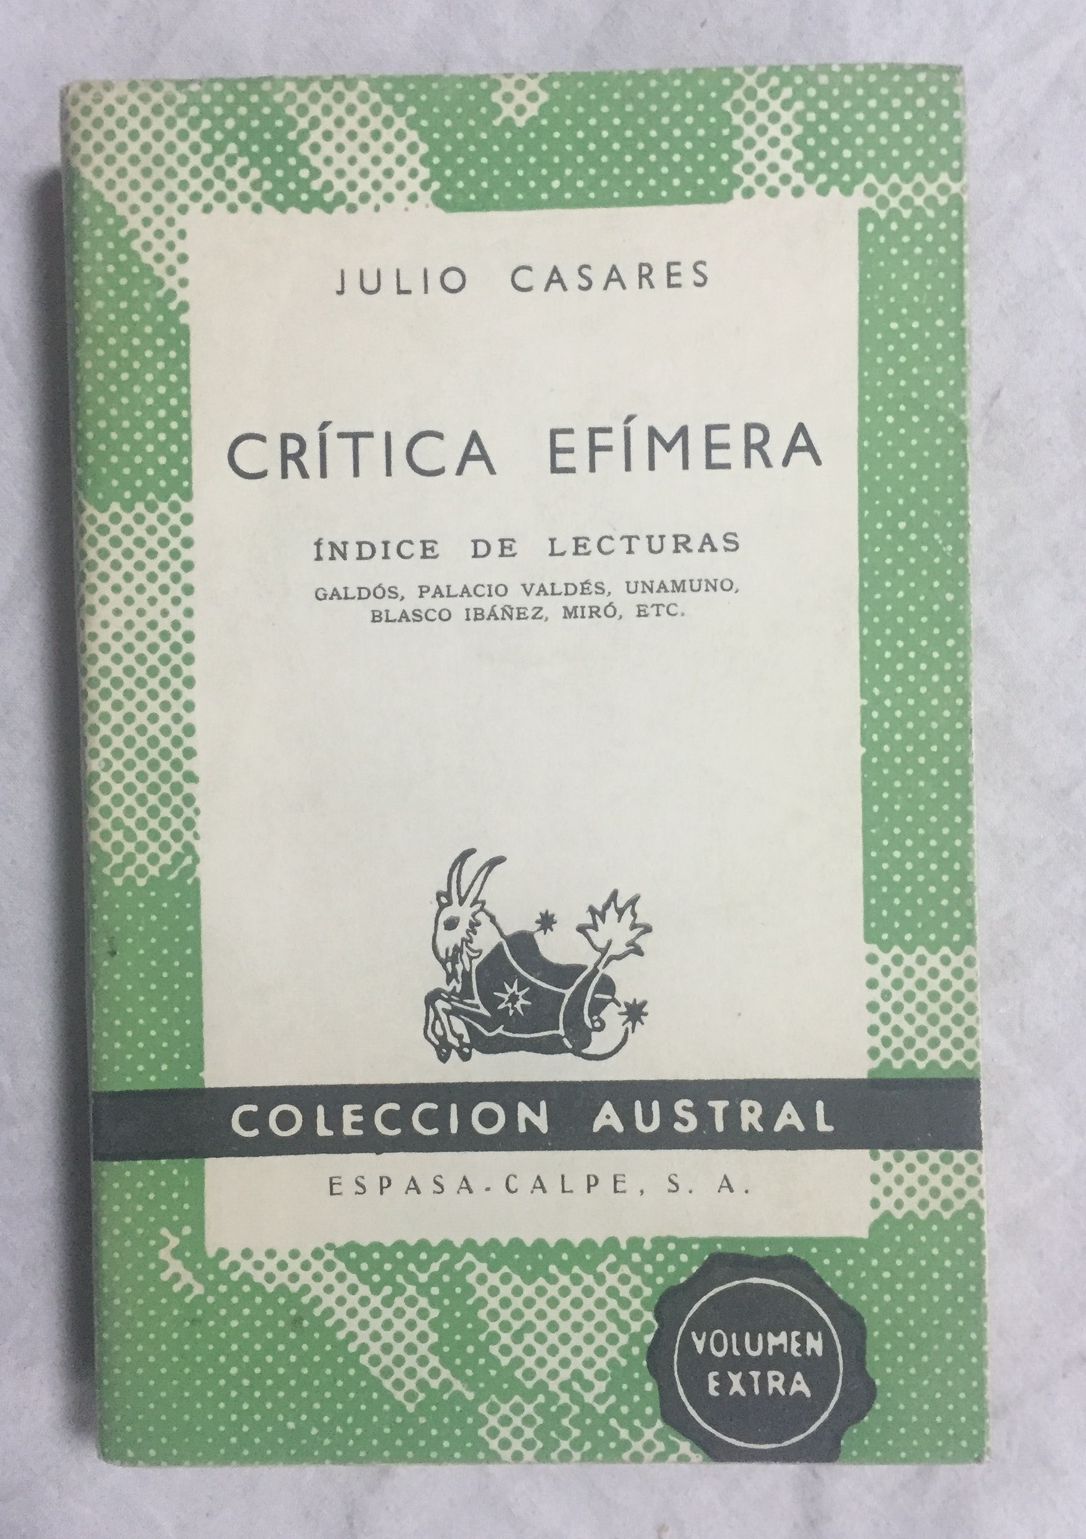 JULIO CASARES
CRÍTICA EFÍMERA
ÍNDICE DE LECTURAS
GALDÓS, PALACIO VALDÉS, UNAMUNO,
BLASCO IBÁÑEZ, MIRÓ, ETC.
COLECCION AUSTRAL
ESPASA-CALPE, S. A.
VOLUMEN
EXTRA